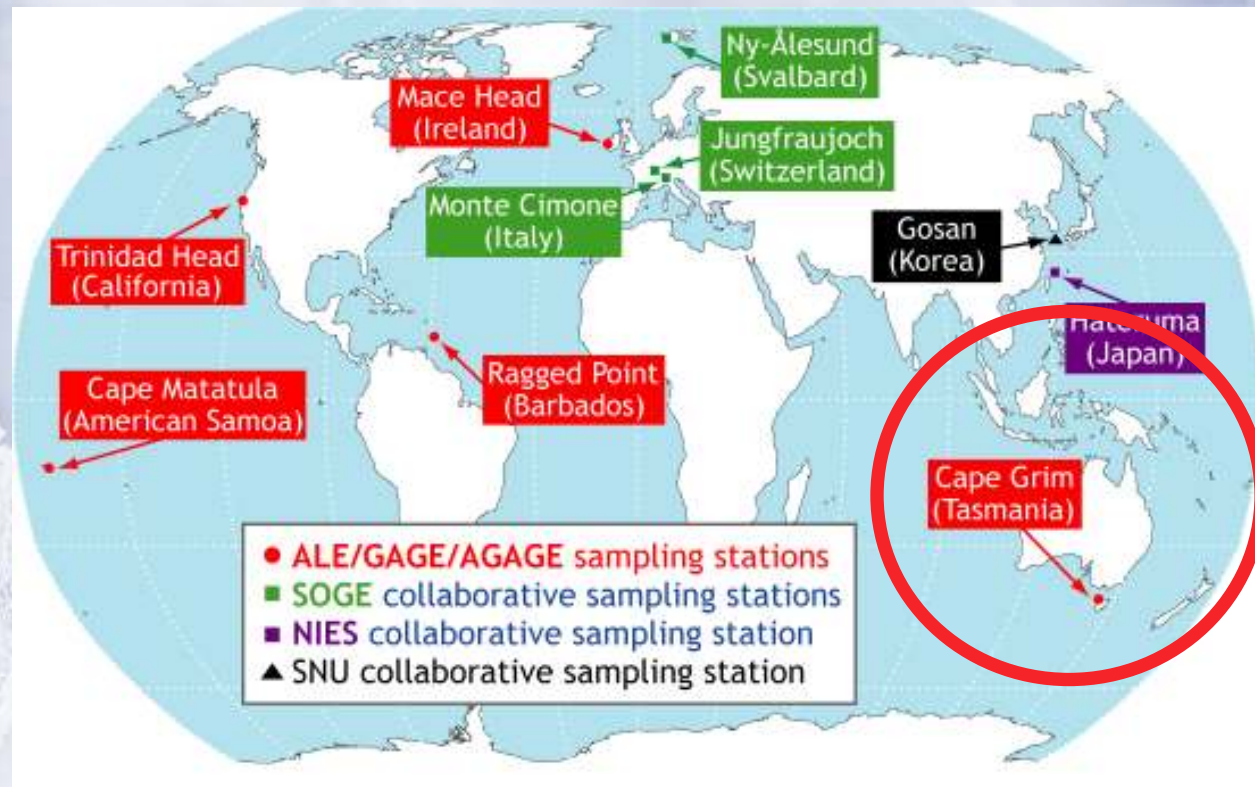 Ny-Ålesund
(Svalbard)
Mace Head
(Ireland)
Jungfraujoch
(Switzerland)
Monte Cimone
(Italy)
Gosan
(Korea)
Trinidad Head
(California)
Hateruma
(Japan)
Ragged Point
(Barbados)
Cape Matatula
(American Samoa)
Cape Grim
(Tasmania)
ALE/GAGE/AGAGE sampling stations
SOGE collaborative sampling stations
NIES collaborative sampling station
SNU collaborative sampling station